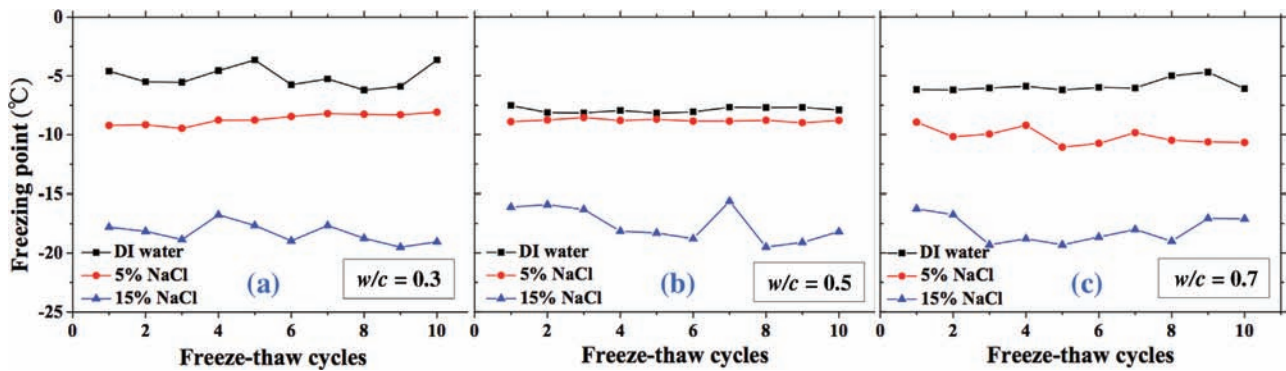 Freezing point (℃)
0
-5
-10
-15
-20
-25
DI water
5% NaCl
15% NaCl
(a)
w/c = 0.3
0 2 4 6 8 10
Freeze-thaw cycles
DI water
5% NaCl
15% NaCl
(b)
w/c = 0.5
0 2 4 6 8 10
Freeze-thaw cycles
DI water
5% NaCl
15% NaCl
(c)
w/c = 0.7
0 2 4 6 8 10
Freeze-thaw cycles